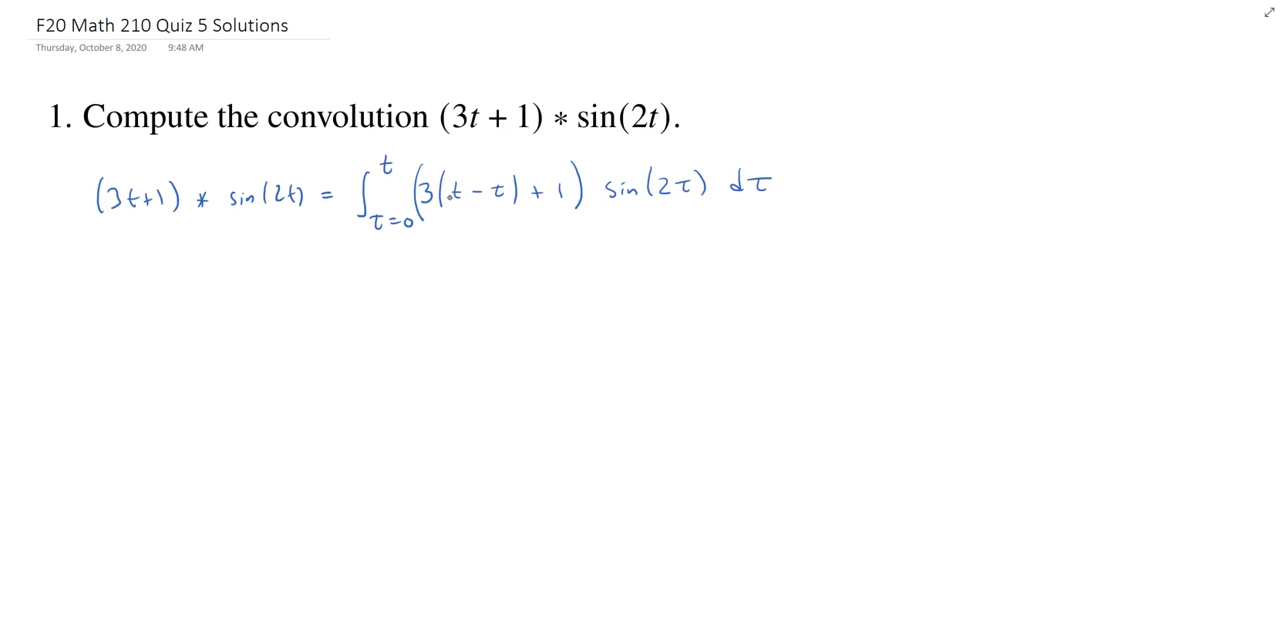 F20 Math 210 Quiz 5 Solutions
Thursday, October 8, 2020 9:48 AM
1. Compute the convolution (3t + 1) ∗ sin(2t).
(3t+1) * sin(2t) = ∫_{τ=0}^{t} (3(t - τ) + 1) sin(2τ) dτ